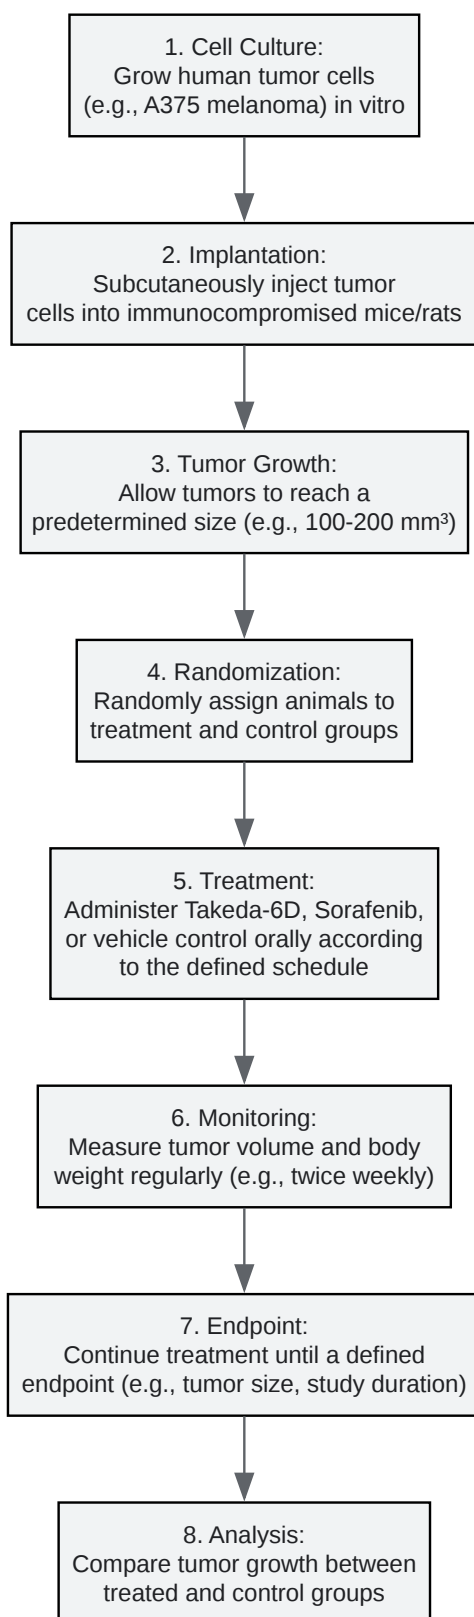 1. Cell Culture:
Grow human tumor cells
(e.g., A375 melanoma) in vitro
2. Implantation:
Subcutaneously inject tumor
cells into immunocompromised mice/rats
3. Tumor Growth:
Allow tumors to reach a
predetermined size (e.g., 100-200 mm³)
4. Randomization:
Randomly assign animals to
treatment and control groups
5. Treatment:
Administer Takeda-6D, Sorafenib,
or vehicle control orally according
to the defined schedule
6. Monitoring:
Measure tumor volume and body
weight regularly (e.g., twice weekly)
7. Endpoint:
Continue treatment until a defined
endpoint (e.g., tumor size, study duration)
8. Analysis:
Compare tumor growth between
treated and control groups